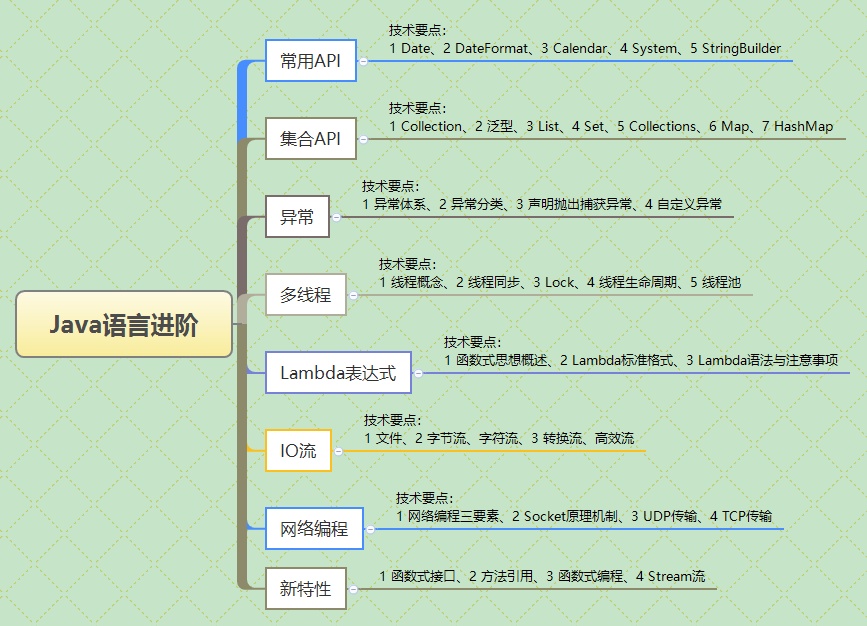 Java语言进阶
常用API
技术要点：
1 Date、2 DateFormat、3 Calendar、4 System、5 StringBuilder
集合API
技术要点：
1 Collection、2 泛型、3 List、4 Set、5 Collections、6 Map、7 HashMap
异常
技术要点：
1 异常体系、2 异常分类、3 声明抛出捕获异常、4 自定义异常
多线程
技术要点：
1 线程概念、2 线程同步、3 Lock、4 线程生命周期、5 线程池
Lambda表达式
技术要点：
1 函数式思想概述、2 Lambda标准格式、3 Lambda语法与注意事项
IO流
技术要点：
1 文件、2 字节流、字符流、3 转换流、高效流
网络编程
技术要点：
1 网络编程三要素、2 Socket原理机制、3 UDP传输、4 TCP传输
新特性
1 函数式接口、2 方法引用、3 函数式编程、4 Stream流